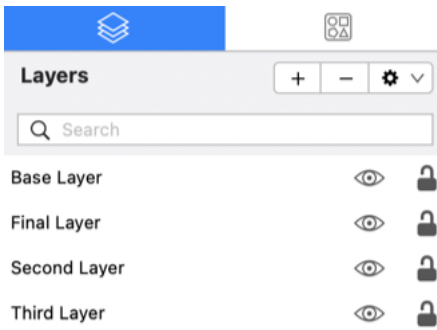 Layers
Search
Base Layer
Final Layer
Second Layer
Third Layer